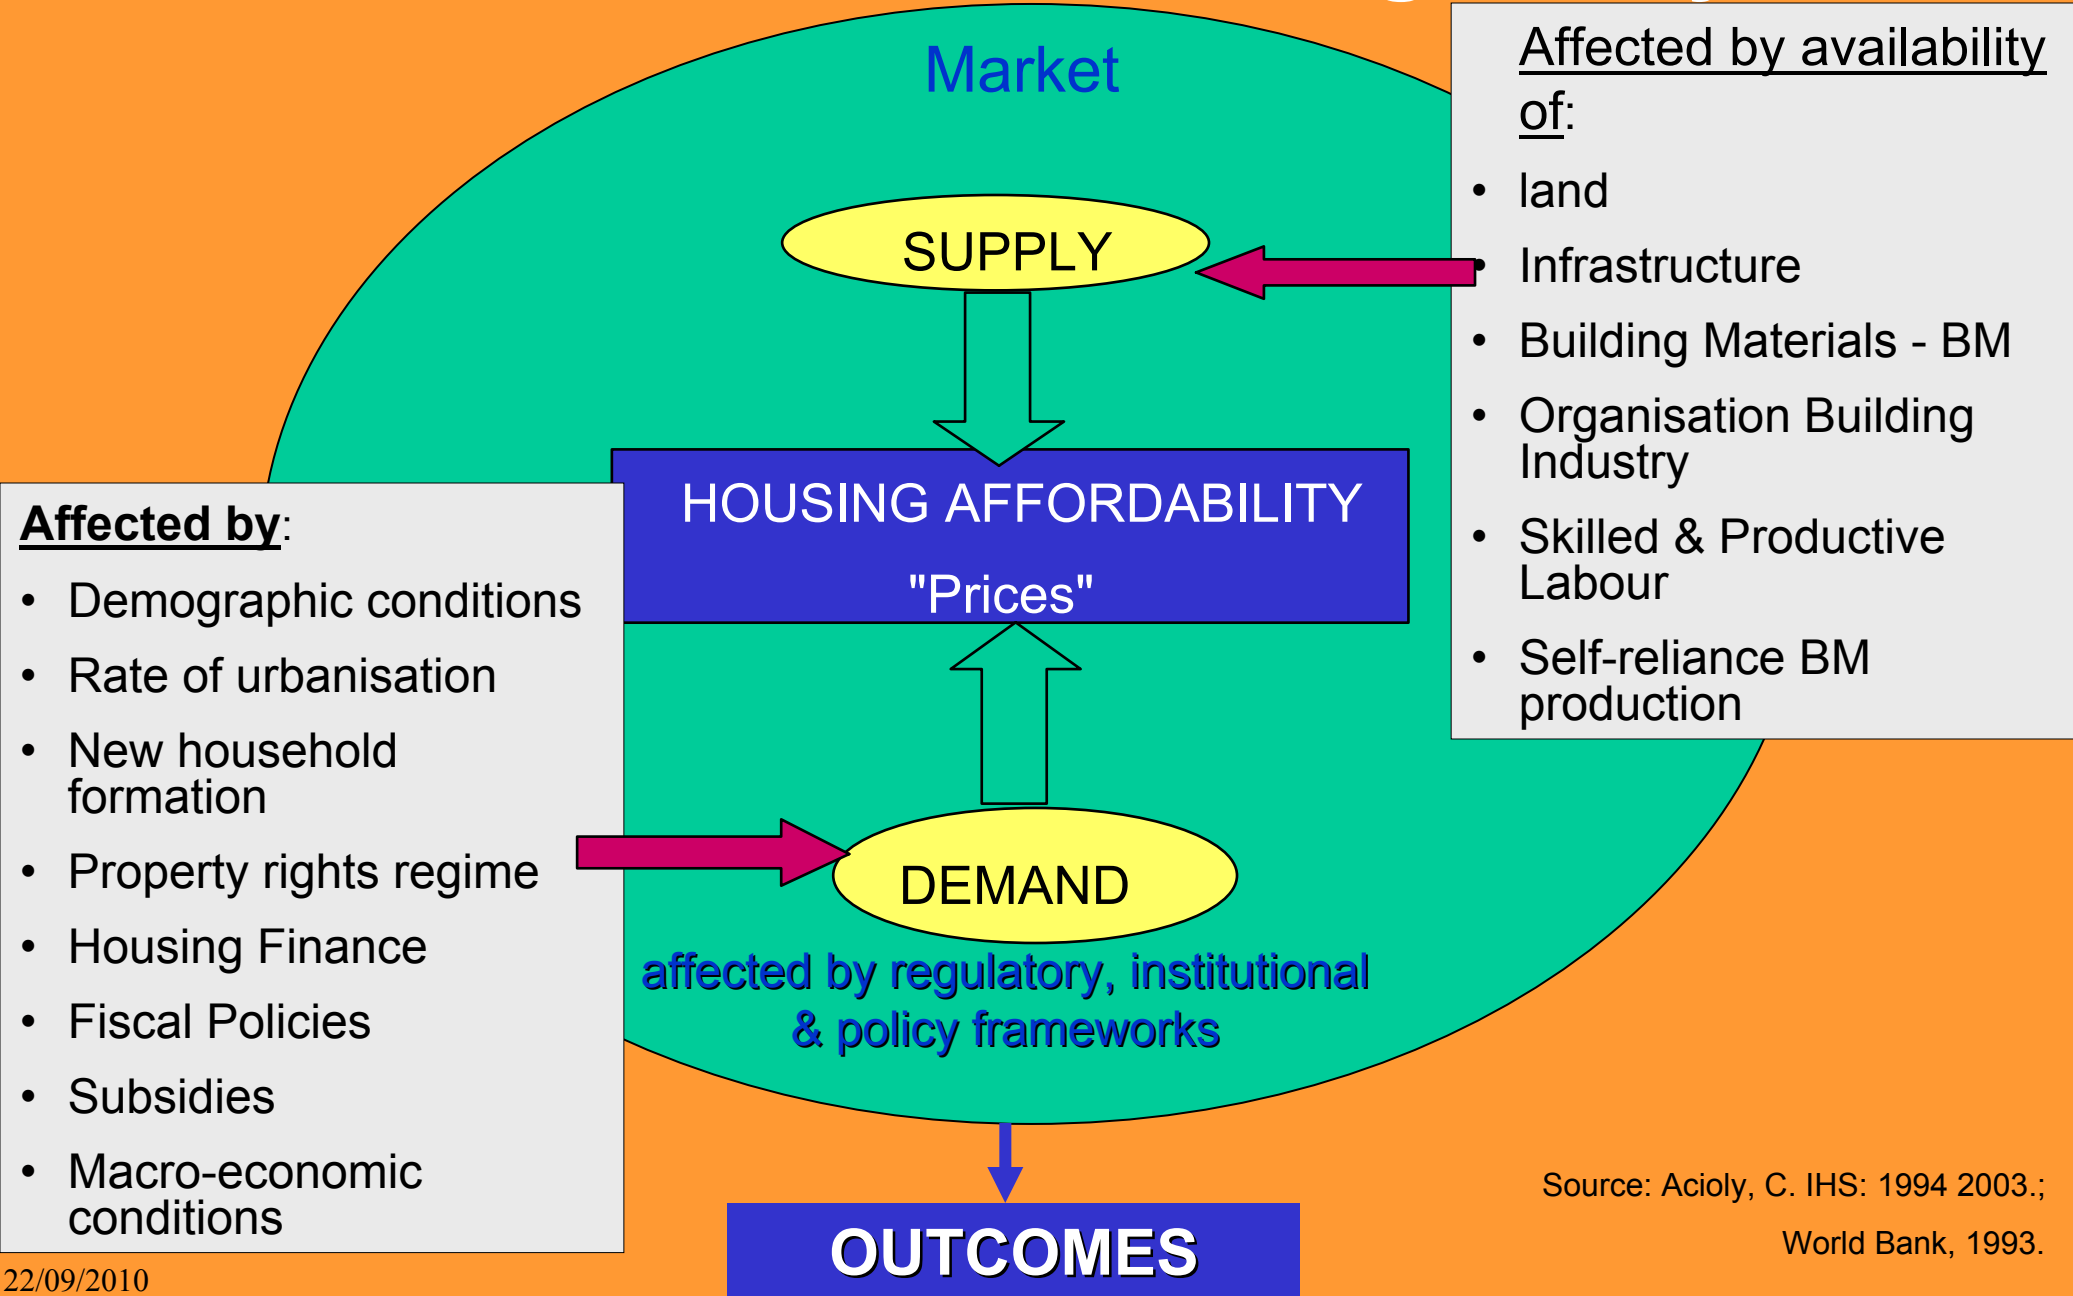 Market
SUPPLY
HOUSING AFFORDABILITY
"Prices"
DEMAND
affected by regulatory, institutional
& policy frameworks
OUTCOMES
Affected by availability
of:
• land
• Infrastructure
• Building Materials - BM
• Organisation Building
Industry
• Skilled & Productive
Labour
• Self-reliance BM
production
Affected by:
• Demographic conditions
• Rate of urbanisation
• New household
formation
• Property rights regime
• Housing Finance
• Fiscal Policies
• Subsidies
• Macro-economic
conditions
Source: Acioly, C. IHS: 1994 2003.;
World Bank, 1993.
22/09/2010